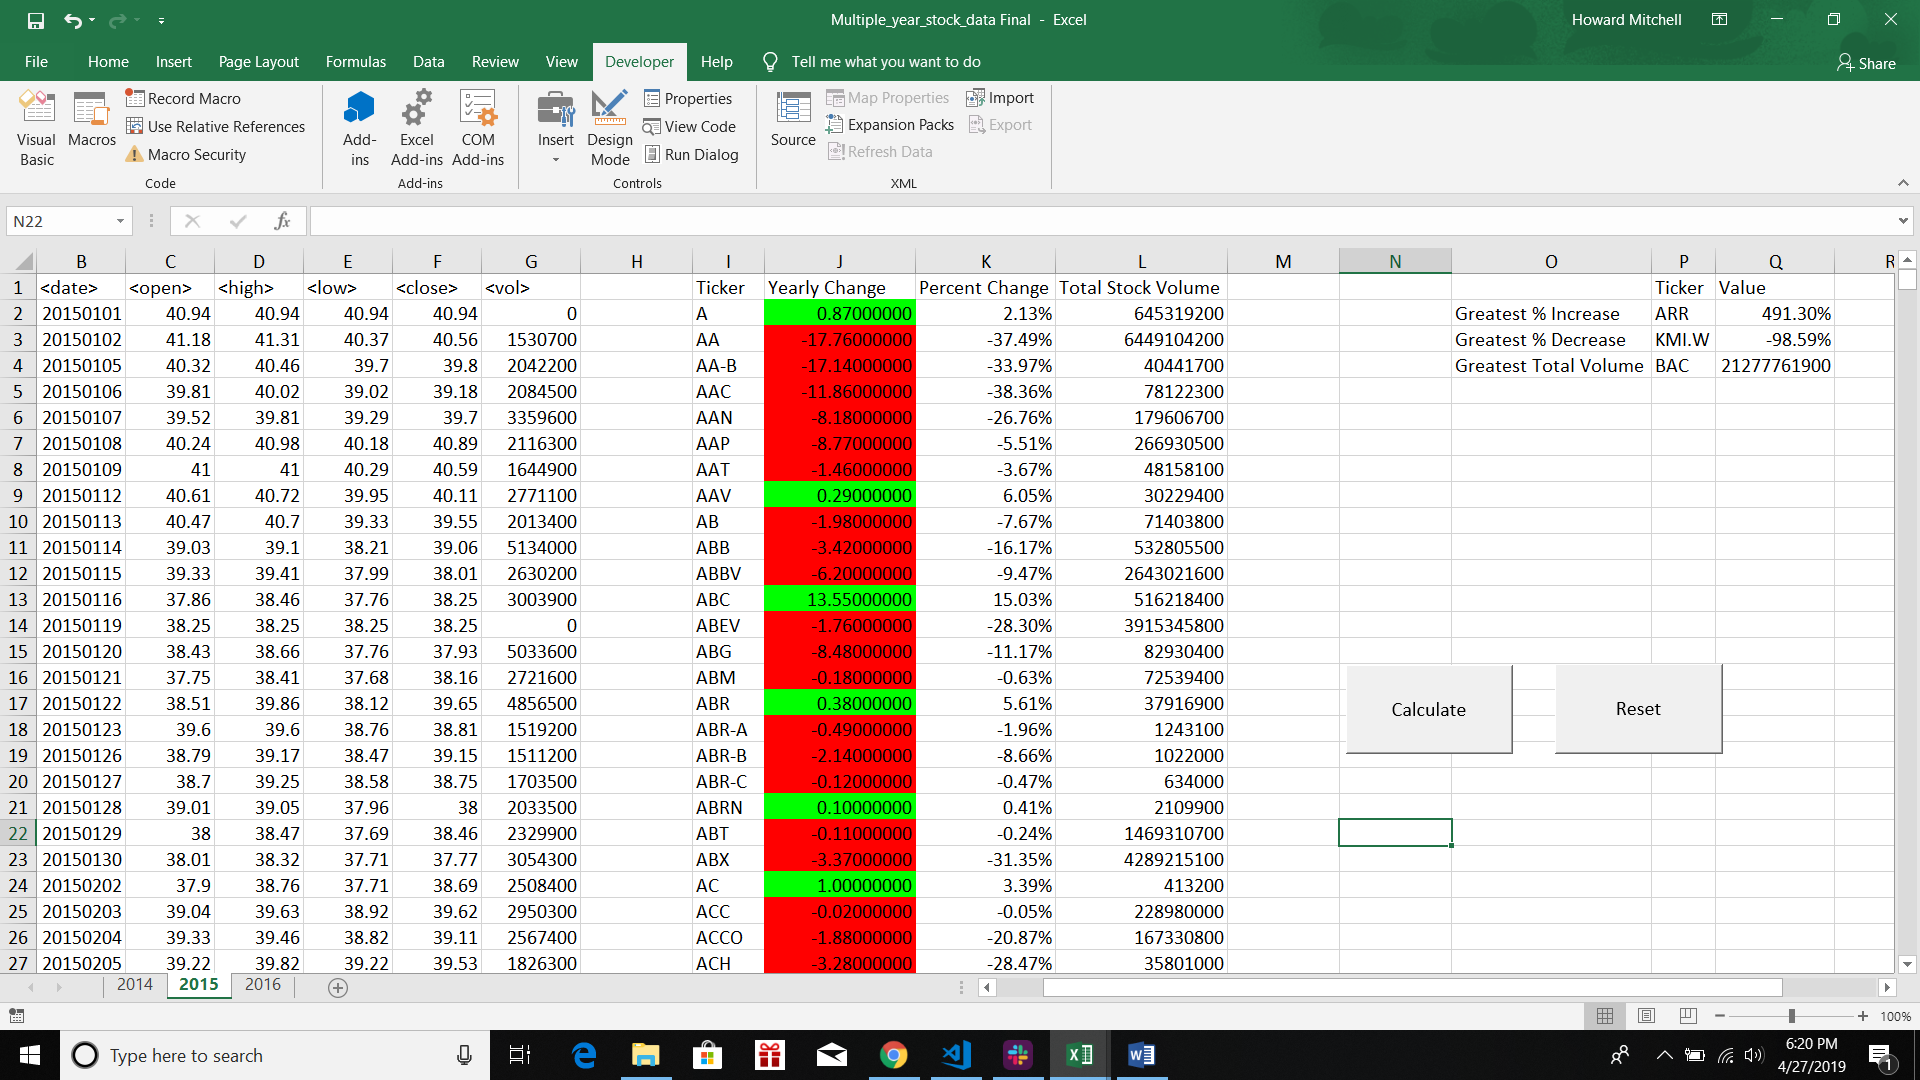 Multiple_year_stock_data Final - Excel
Howard Mitchell
File Home Insert Page Layout Formulas Data Review View Developer Help Tell me what you want to do Share
Visual Basic
Macros
Record Macro
Use Relative References
Macro Security
Code
Add-ins
Excel Add-ins
COM Add-ins
Add-ins
Insert
Design Mode
Properties
View Code
Run Dialog
Controls
Source
Map Properties
Expansion Packs
Refresh Data
Import
Export
XML
N22 fx
B C D E F G H I J K L M N O P Q R
1 <date> <open> <high> <low> <close> <vol> Ticker Yearly Change Percent Change Total Stock Volume Ticker Value
2 20150101 40.94 40.94 40.94 40.94 0 A 0.87000000 2.13% 645319200 Greatest % Increase ARR 491.30%
3 20150102 41.18 41.31 40.37 40.56 1530700 AA -17.76000000 -37.49% 6449104200 Greatest % Decrease KMI.W -98.59%
4 20150105 40.32 40.46 39.7 39.8 2042200 AA-B -17.14000000 -33.97% 40441700 Greatest Total Volume BAC 21277761900
5 20150106 39.81 40.02 39.02 39.18 2084500 AAC -11.86000000 -38.36% 78122300
6 20150107 39.52 39.81 39.29 39.7 3359600 AAN -8.18000000 -26.76% 179606700
7 20150108 40.24 40.98 40.18 40.89 2116300 AAP -8.77000000 -5.51% 266930500
8 20150109 41 41 40.29 40.59 1644900 AAT -1.46000000 -3.67% 48158100
9 20150112 40.61 40.72 39.95 40.11 2771100 AAV 0.29000000 6.05% 30229400
10 20150113 40.47 40.7 39.33 39.55 2013400 AB -1.98000000 -7.67% 71403800
11 20150114 39.03 39.1 38.21 39.06 5134000 ABB -3.42000000 -16.17% 532805500
12 20150115 39.33 39.41 37.99 38.01 2630200 ABBV -6.20000000 -9.47% 2643021600
13 20150116 37.86 38.46 37.76 38.25 3003900 ABC 13.55000000 15.03% 516218400
14 20150119 38.25 38.25 38.25 38.25 0 ABEV -1.76000000 -28.30% 3915345800
15 20150120 38.43 38.66 37.76 37.93 5033600 ABG -8.48000000 -11.17% 82930400
16 20150121 37.75 38.41 37.68 38.16 2721600 ABM -0.18000000 -0.63% 72539400
17 20150122 38.51 39.86 38.12 39.65 4856500 ABR 0.38000000 5.61% 37916900
Calculate Reset
18 20150123 39.6 39.6 38.76 38.81 1519200 ABR-A -0.49000000 -1.96% 1243100
19 20150126 38.79 39.17 38.47 39.15 1511200 ABR-B -2.14000000 -8.66% 1022000
20 20150127 38.7 39.25 38.58 38.75 1703500 ABR-C -0.12000000 -0.47% 634000
21 20150128 39.01 39.05 37.96 38 2033500 ABRN 0.10000000 0.41% 2109900
22 20150129 38 38.47 37.69 38.46 2329900 ABT -0.11000000 -0.24% 1469310700
23 20150130 38.01 38.32 37.71 37.77 3054300 ABX -3.37000000 -31.35% 4289215100
24 20150202 37.9 38.76 37.71 38.69 2508400 AC 1.00000000 3.39% 413200
25 20150203 39.04 39.63 38.92 39.62 2950300 ACC -0.02000000 -0.05% 228980000
26 20150204 39.33 39.46 38.82 39.11 2567400 ACCO -1.88000000 -20.87% 167330800
27 20150205 39.22 39.82 39.22 39.53 1826300 ACH -3.28000000 -28.47% 35801000
2014 2015 2016
100%
Type here to search
6:20 PM
4/27/2019
1